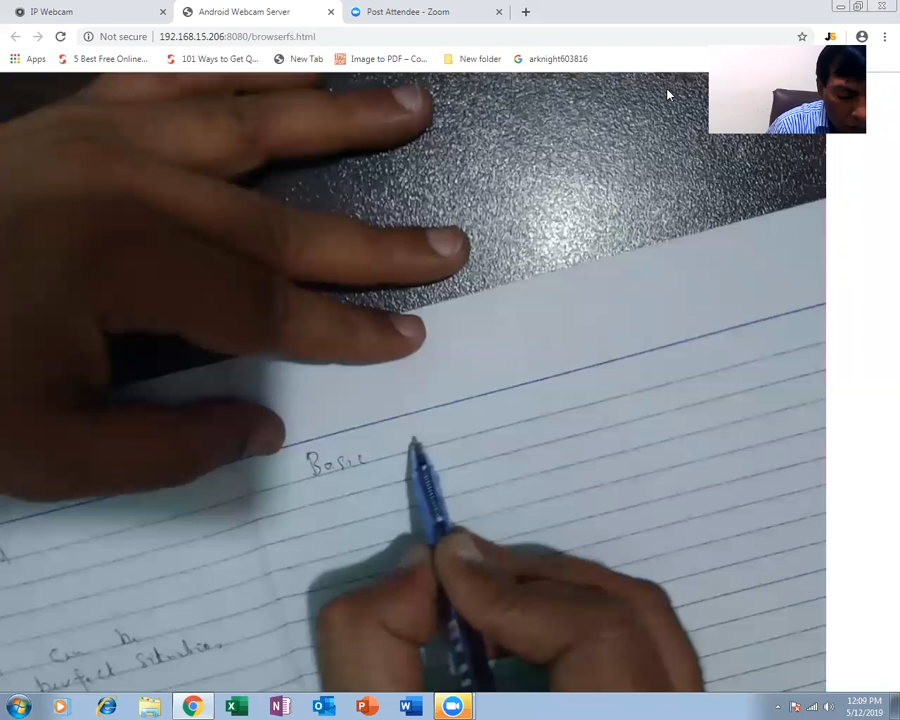 IP Webcam
Android Webcam Server
Post Attendee - Zoom
Not secure | 192.168.15.206:8080/browserfs.html
Apps
5 Best Free Online...
101 Ways to Get Q...
New Tab
Image to PDF – Co...
New folder
arknight603816
Basic
can be
perfect situation
12:09 PM
5/12/2019